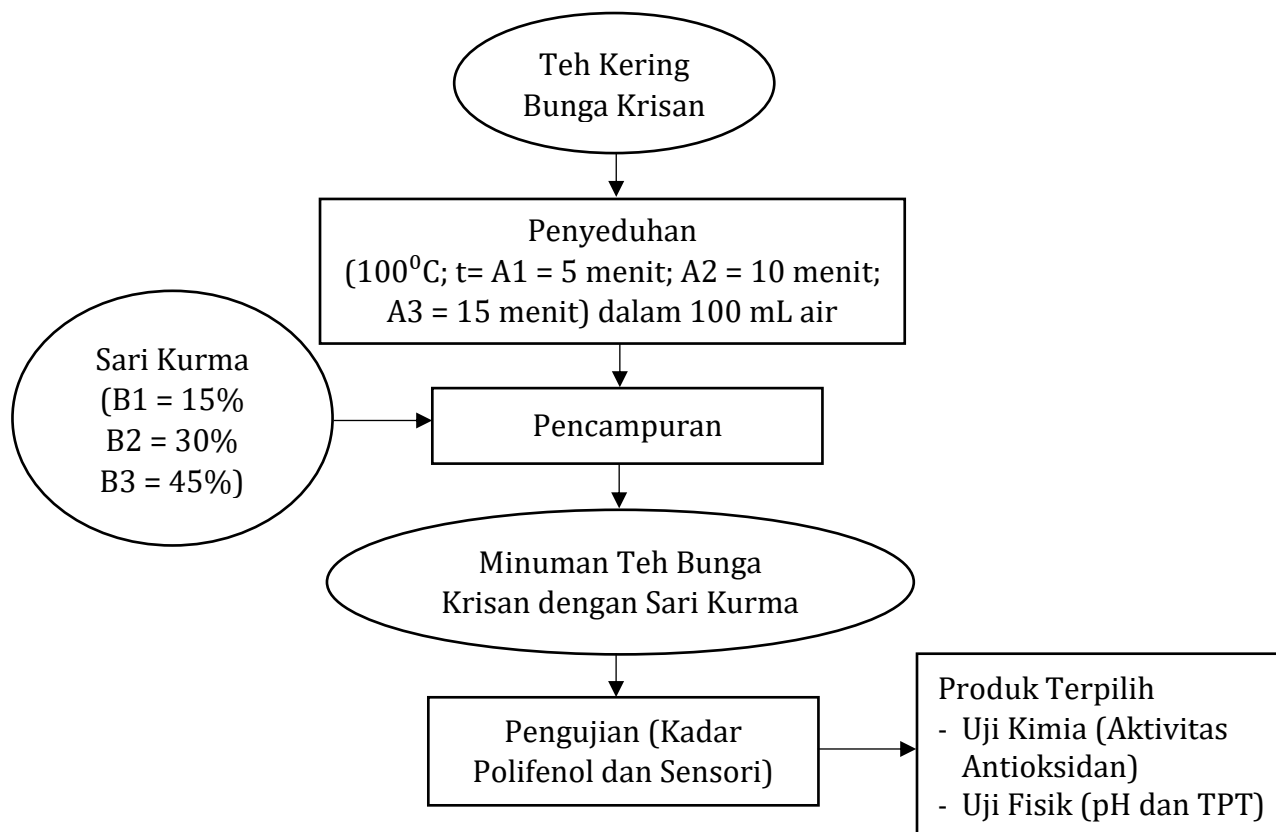 Teh Kering
Bunga Krisan
Penyeduhan
(100⁰C; t= A1 = 5 menit; A2 = 10 menit;
A3 = 15 menit) dalam 100 mL air
Sari Kurma
(B1 = 15%
B2 = 30%
B3 = 45%)
Pencampuran
Minuman Teh Bunga
Krisan dengan Sari Kurma
Pengujian (Kadar
Polifenol dan Sensori)
Produk Terpilih
- Uji Kimia (Aktivitas
Antioksidan)
- Uji Fisik (pH dan TPT)